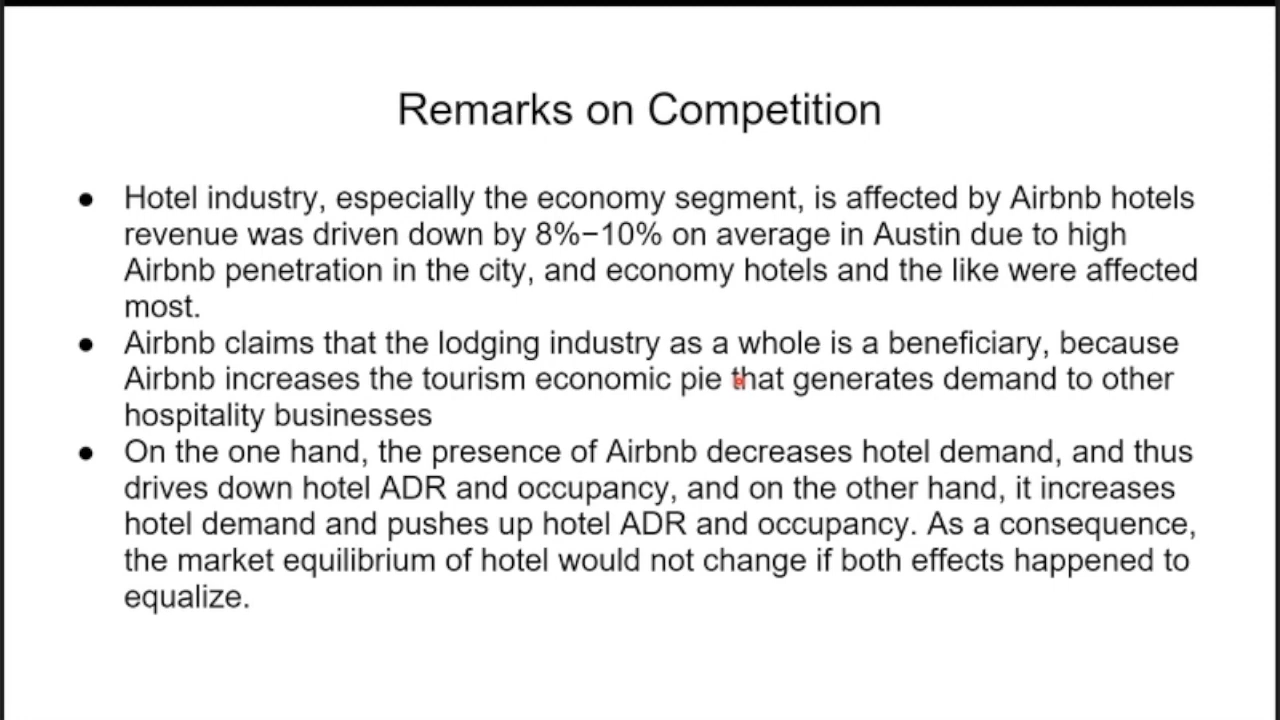 Remarks on Competition
● Hotel industry, especially the economy segment, is affected by Airbnb hotels
revenue was driven down by 8%−10% on average in Austin due to high
Airbnb penetration in the city, and economy hotels and the like were affected
most.
● Airbnb claims that the lodging industry as a whole is a beneficiary, because
Airbnb increases the tourism economic pie that generates demand to other
hospitality businesses
● On the one hand, the presence of Airbnb decreases hotel demand, and thus
drives down hotel ADR and occupancy, and on the other hand, it increases
hotel demand and pushes up hotel ADR and occupancy. As a consequence,
the market equilibrium of hotel would not change if both effects happened to
equalize.